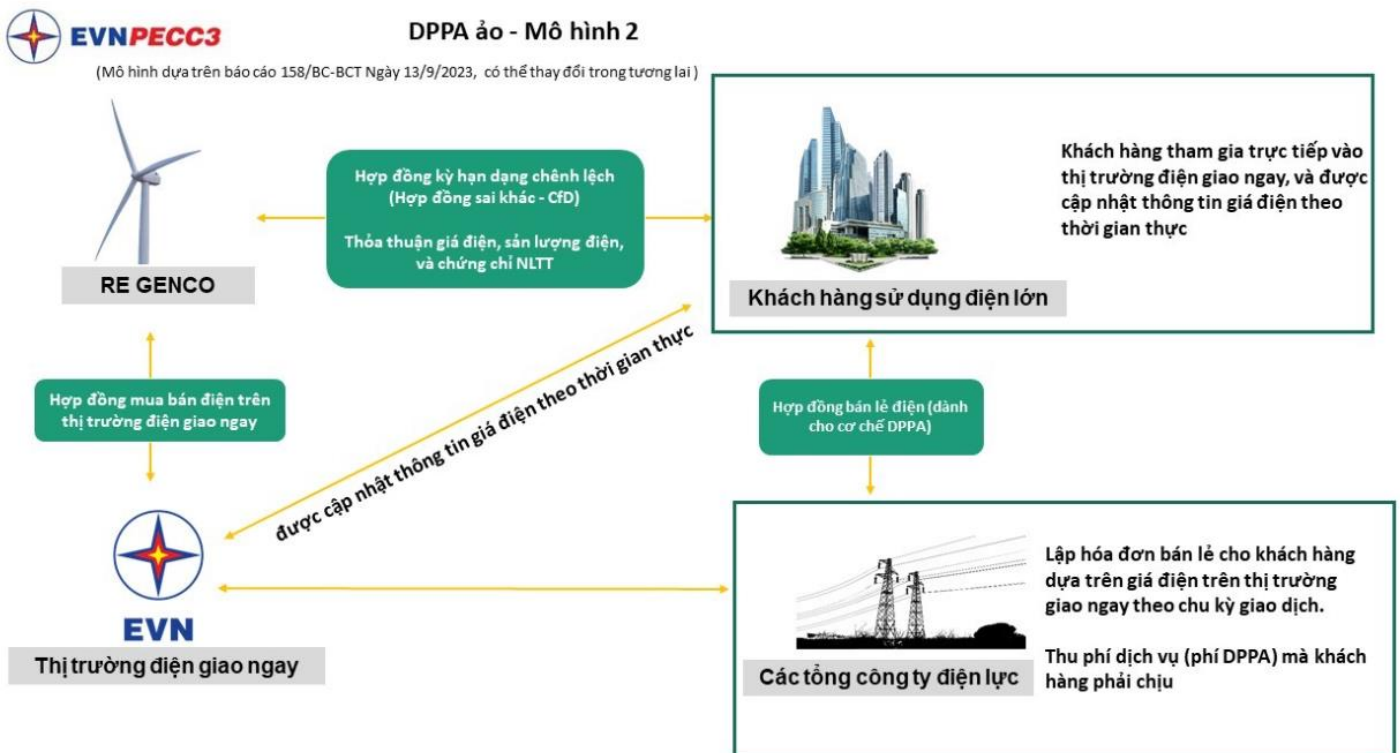 EVNPECC3
DPPA ảo - Mô hình 2
(Mô hình dựa trên báo cáo 158/BC-BCT Ngày 13/9/2023, có thể thay đổi trong tương lai )
Hợp đồng kỳ hạn dạng chênh lệch
(Hợp đồng sai khác - CfD)
Thỏa thuận giá điện, sản lượng điện,
và chứng chỉ NLTT
RE GENCO
Khách hàng tham gia trực tiếp vào
thị trường điện giao ngay, và được
cập nhật thông tin giá điện theo
thời gian thực
Khách hàng sử dụng điện lớn
Hợp đồng mua bán điện trên
thị trường điện giao ngay
được cập nhật thông tin giá điện theo thời gian thực
Hợp đồng bán lẻ điện (dành
cho cơ chế DPPA)
EVN
Thị trường điện giao ngay
Các tổng công ty điện lực
Lập hóa đơn bán lẻ cho khách hàng
dựa trên giá điện trên thị trường
giao ngay theo chu kỳ giao dịch.
Thu phí dịch vụ (phí DPPA) mà khách
hàng phải chịu